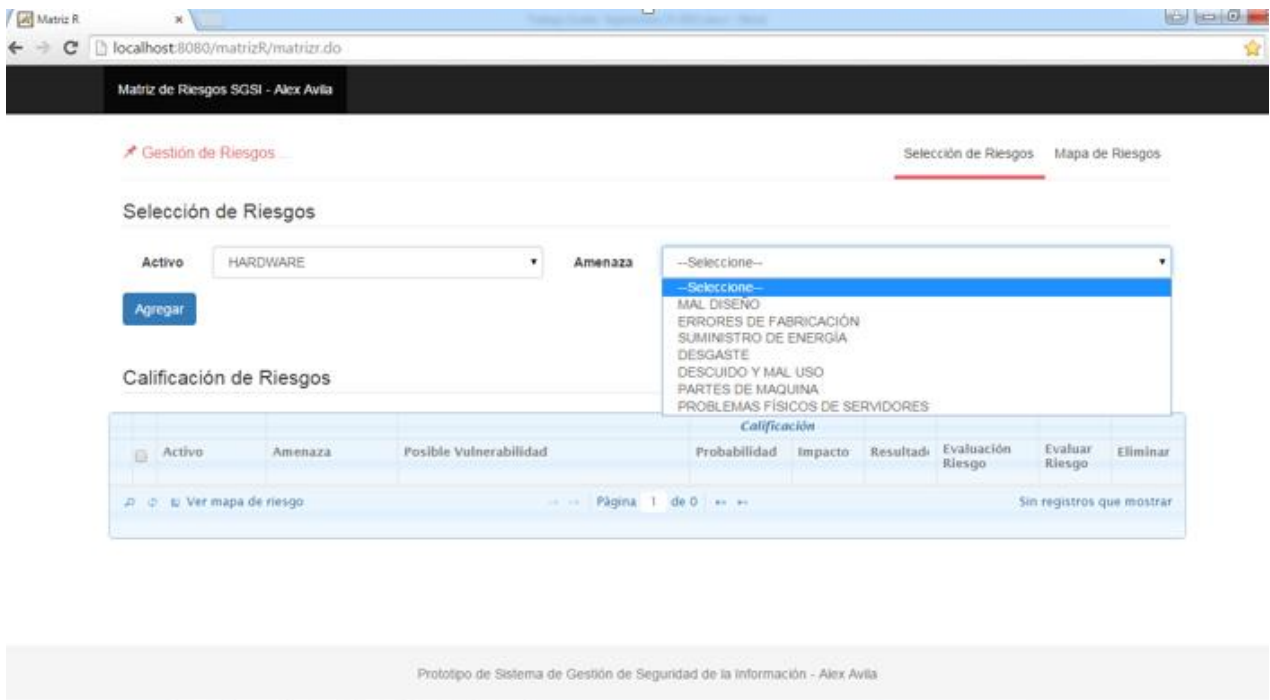 Matriz R
localhost:8080/matrizR/matrizr.do
Matriz de Riesgos SGSI - Alex Avila
Gestión de Riesgos
Selección de Riesgos Mapa de Riesgos
Selección de Riesgos
Activo HARDWARE Amenaza --Seleccione--
--Seleccione--
MAL DISEÑO
Agregar
ERRORES DE FABRICACIÓN
SUMINISTRO DE ENERGÍA
DESGASTE
DESCUIDO Y MAL USO
PARTES DE MAQUINA
PROBLEMAS FÍSICOS DE SERVIDORES
Calificación de Riesgos
Calificación
Activo Amenaza Posible Vulnerabilidad Probabilidad Impacto Resultad Evaluación Riesgo Evaluar Riesgo Eliminar
Ver mapa de riesgo Página 1 de 0 Sin registros que mostrar
Prototipo de Sistema de Gestión de Seguridad de la Información - Alex Avila